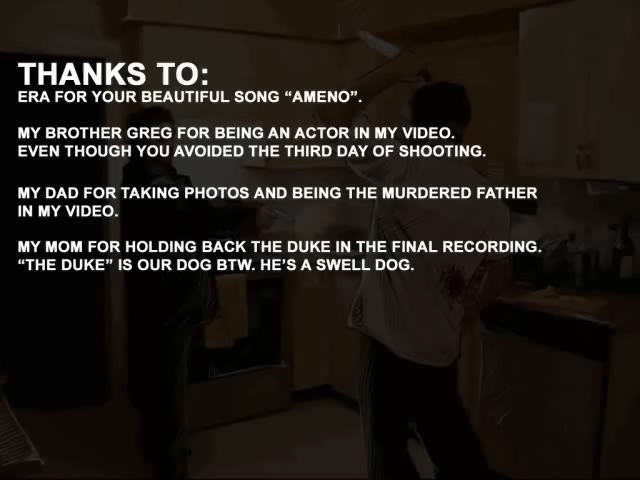 THANKS TO:
ERA FOR YOUR BEAUTIFUL SONG “AMENO”.
MY BROTHER GREG FOR BEING AN ACTOR IN MY VIDEO.
EVEN THOUGH YOU AVOIDED THE THIRD DAY OF SHOOTING.
MY DAD FOR TAKING PHOTOS AND BEING THE MURDERED FATHER
IN MY VIDEO.
MY MOM FOR HOLDING BACK THE DUKE IN THE FINAL RECORDING.
“THE DUKE” IS OUR DOG BTW. HE’S A SWELL DOG.